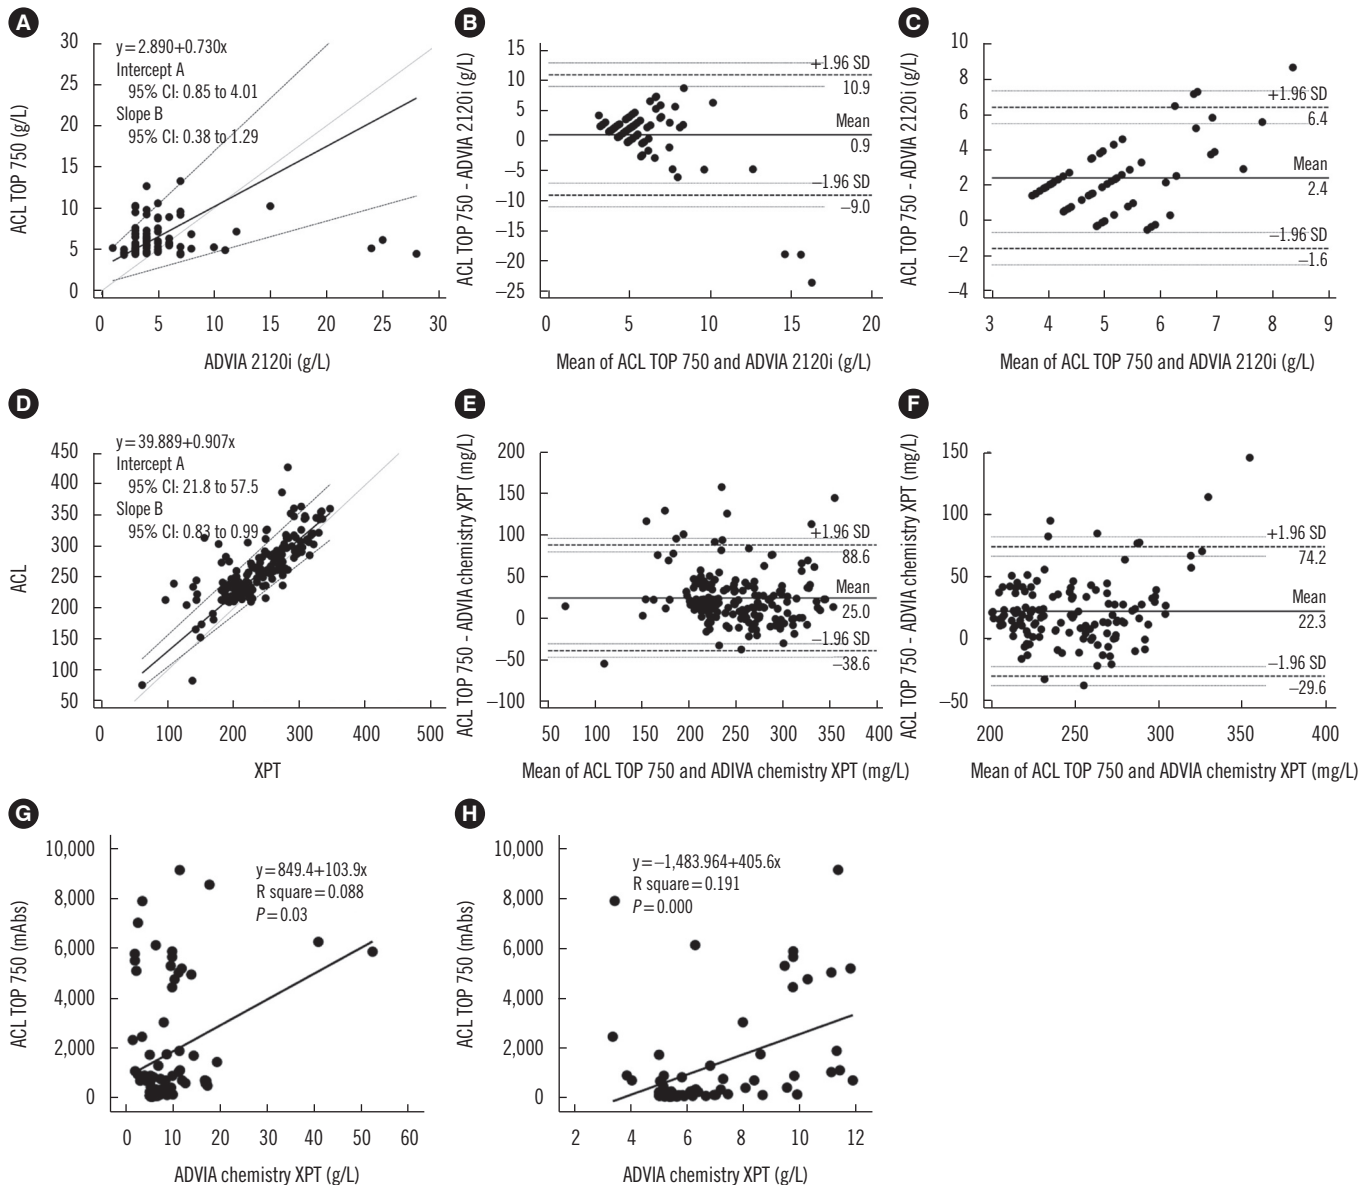 A
ACL TOP 750 (g/L)
30
25
20
15
10
5
0
y=2.890+0.730x
Intercept A
95% CI: 0.85 to 4.01
Slope B
95% CI: 0.38 to 1.29
0 5 10 15 20 25 30
ADVIA 2120i (g/L)
B
ACL TOP 750 - ADVIA 2120i (g/L)
15
10
5
0
−5
−10
−15
−20
−25
+1.96 SD
10.9
Mean
0.9
−1.96 SD
−9.0
0 5 10 15 20
Mean of ACL TOP 750 and ADVIA 2120i (g/L)
C
ACL TOP 750 - ADVIA 2120i (g/L)
10
8
6
4
2
0
−2
−4
+1.96 SD
6.4
Mean
2.4
−1.96 SD
−1.6
3 4 5 6 7 8 9
Mean of ACL TOP 750 and ADVIA 2120i (g/L)
D
ACL
450
400
350
300
250
200
150
100
50
y=39.889+0.907x
Intercept A
95% CI: 21.8 to 57.5
Slope B
95% CI: 0.83 to 0.99
0 100 200 300 400 500
XPT
E
ACL TOP 750 - ADVIA chemistry XPT (mg/L)
200
150
100
50
0
−50
−100
+1.96 SD
88.6
Mean
25.0
−1.96 SD
−38.6
50 100 150 200 250 300 350 400
Mean of ACL TOP 750 and ADIVA chemistry XPT (mg/L)
F
ACL TOP 750 - ADVIA chemistry XPT (mg/L)
150
100
50
0
−50
+1.96 SD
74.2
Mean
22.3
−1.96 SD
−29.6
200 250 300 350 400
Mean of ACL TOP 750 and ADVIA chemistry XPT (mg/L)
G
ACL TOP 750 (mAbs)
10,000
8,000
6,000
4,000
2,000
0
y=849.4+103.9x
R square=0.088
P=0.03
0 10 20 30 40 50 60
ADVIA chemistry XPT (g/L)
H
ACL TOP 750 (mAbs)
10,000
8,000
6,000
4,000
2,000
0
y=−1,483.964+405.6x
R square=0.191
P=0.000
2 4 6 8 10 12
ADVIA chemistry XPT (g/L)